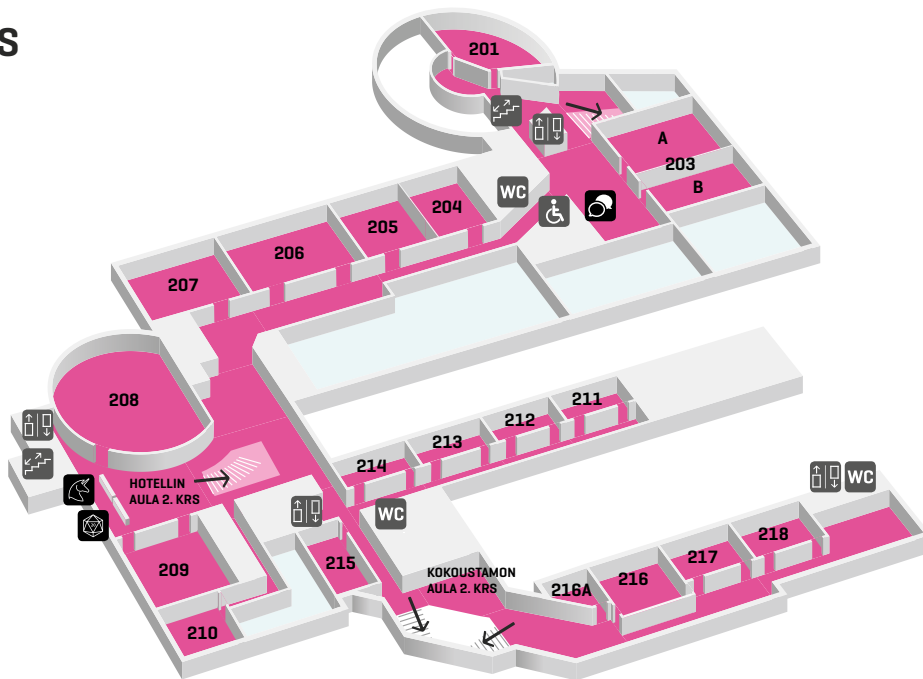 S
201
A
203
B
WC
204
205
206
207
208
211
212
213
214
HOTELLIN
AULA 2. KRS
WC
WC
209
210
215
KOKOUSTAMON
AULA 2. KRS
216A
216
217
218